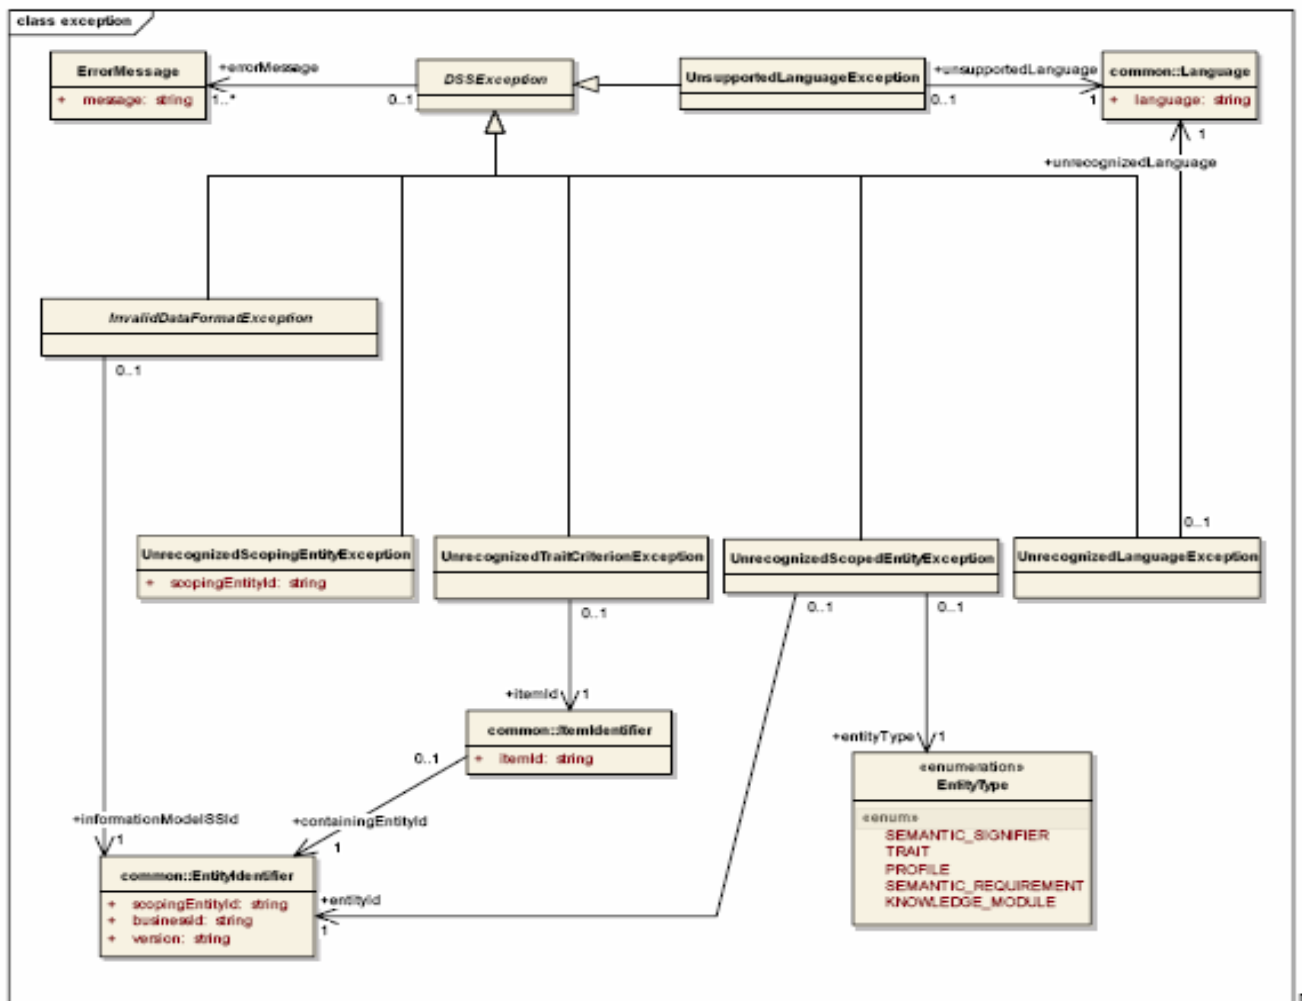 class exception
ErrorMessage
+ message: string
+errorMessage
1..*
0..1
DSSException
UnsupportedLanguageException
+unsupportedLanguage
0..1
1
common::Language
+ language: string
1
+unrecognizedLanguage
InvalidDataFormatException
0..1
0..1
UnrecognizedScopingEntityException
+ scopingEntityId: string
UnrecognizedTraitCriterionException
UnrecognizedScopedEntityException
UnrecognizedLanguageException
0..1
0..1
0..1
+itemId
1
common::ItemIdentifier
+ itemId: string
0..1
+entityType
1
«enumeration»
EntityType
«enum»
SEMANTIC_SIGNIFIER
TRAIT
PROFILE
SEMANTIC_REQUIREMENT
KNOWLEDGE_MODULE
+informationModelSSId
1
+containingEntityId
1
common::EntityIdentifier
+ scopingEntityId: string
+ businessId: string
+ version: string
+entityId
1